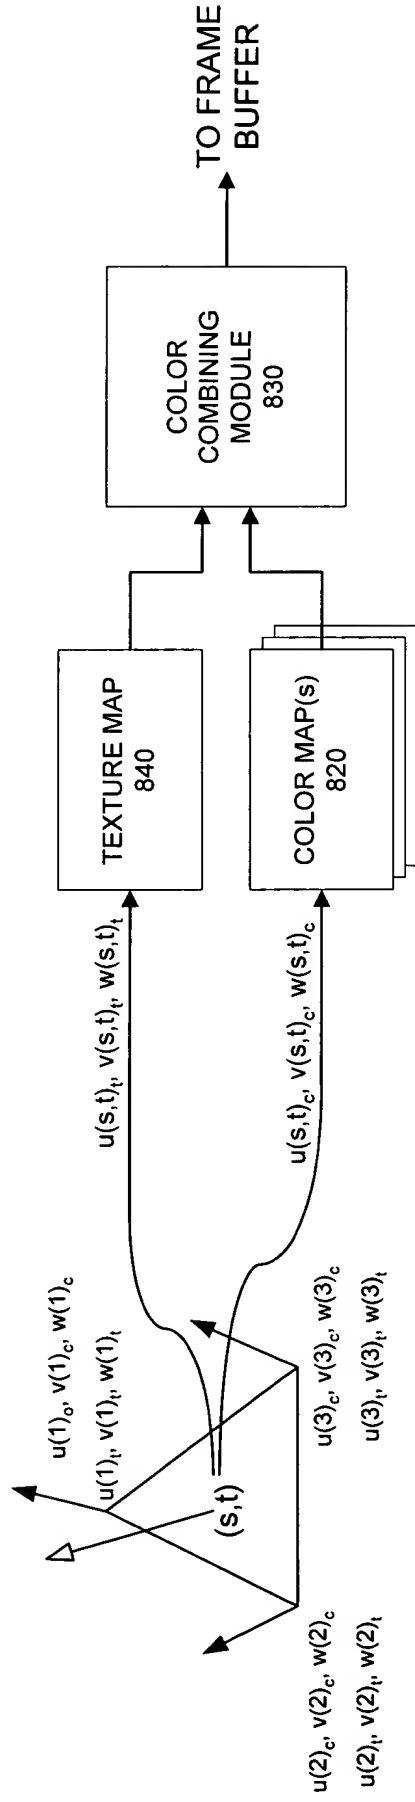 u(1)c, v(1)c, w(1)c
u(1)t, v(1)t, w(1)t
(s,t)
u(2)c, v(2)c, w(2)c
u(2)t, v(2)t, w(2)t
u(3)c, v(3)c, w(3)c
u(3)t, v(3)t, w(3)t
u(s,t)t, v(s,t)t, w(s,t)t
u(s,t)c, v(s,t)c, w(s,t)c
TEXTURE MAP
840
COLOR MAP(s)
820
COLOR
COMBINING
MODULE
830
TO FRAME
BUFFER